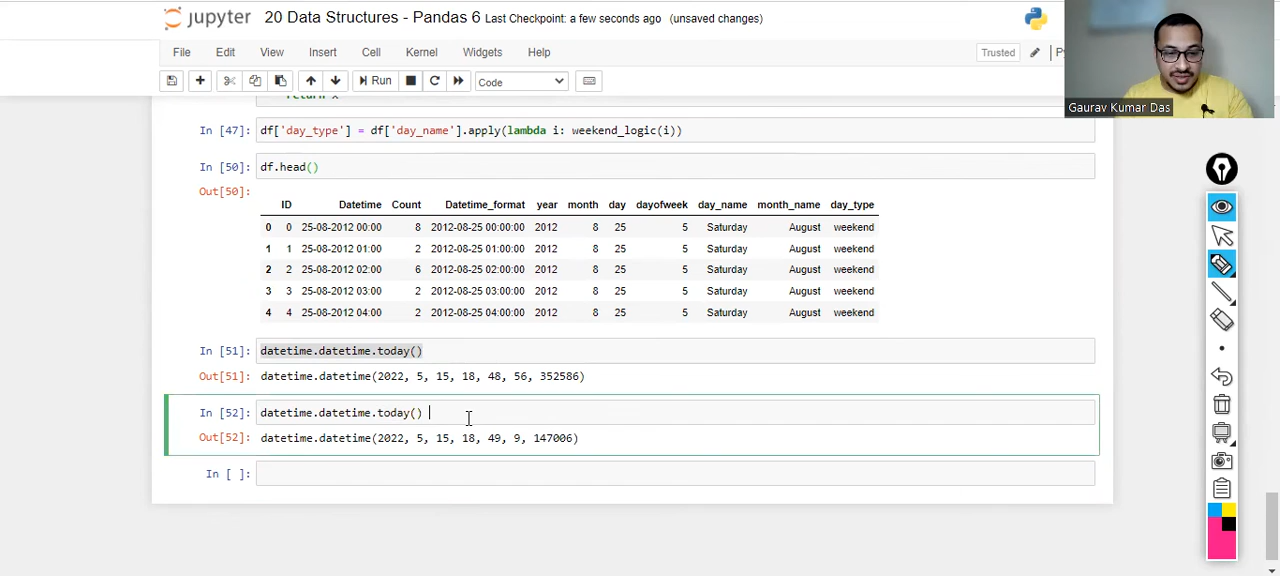 jupyter 20 Data Structures - Pandas 6 Last Checkpoint: a few seconds ago (unsaved changes)
File Edit View Insert Cell Kernel Widgets Help Trusted
Run Code
Gaurav Kumar Das
In [47]: df['day_type'] = df['day_name'].apply(lambda i: weekend_logic(i))
In [50]: df.head()
Out[50]:
ID Datetime Count Datetime_format year month day dayofweek day_name month_name day_type
0 0 25-08-2012 00:00 8 2012-08-25 00:00:00 2012 8 25 5 Saturday August weekend
1 1 25-08-2012 01:00 2 2012-08-25 01:00:00 2012 8 25 5 Saturday August weekend
2 2 25-08-2012 02:00 6 2012-08-25 02:00:00 2012 8 25 5 Saturday August weekend
3 3 25-08-2012 03:00 2 2012-08-25 03:00:00 2012 8 25 5 Saturday August weekend
4 4 25-08-2012 04:00 2 2012-08-25 04:00:00 2012 8 25 5 Saturday August weekend
In [51]: datetime.datetime.today()
Out[51]: datetime.datetime(2022, 5, 15, 18, 48, 56, 352586)
In [52]: datetime.datetime.today()
Out[52]: datetime.datetime(2022, 5, 15, 18, 49, 9, 147006)
In [ ]: